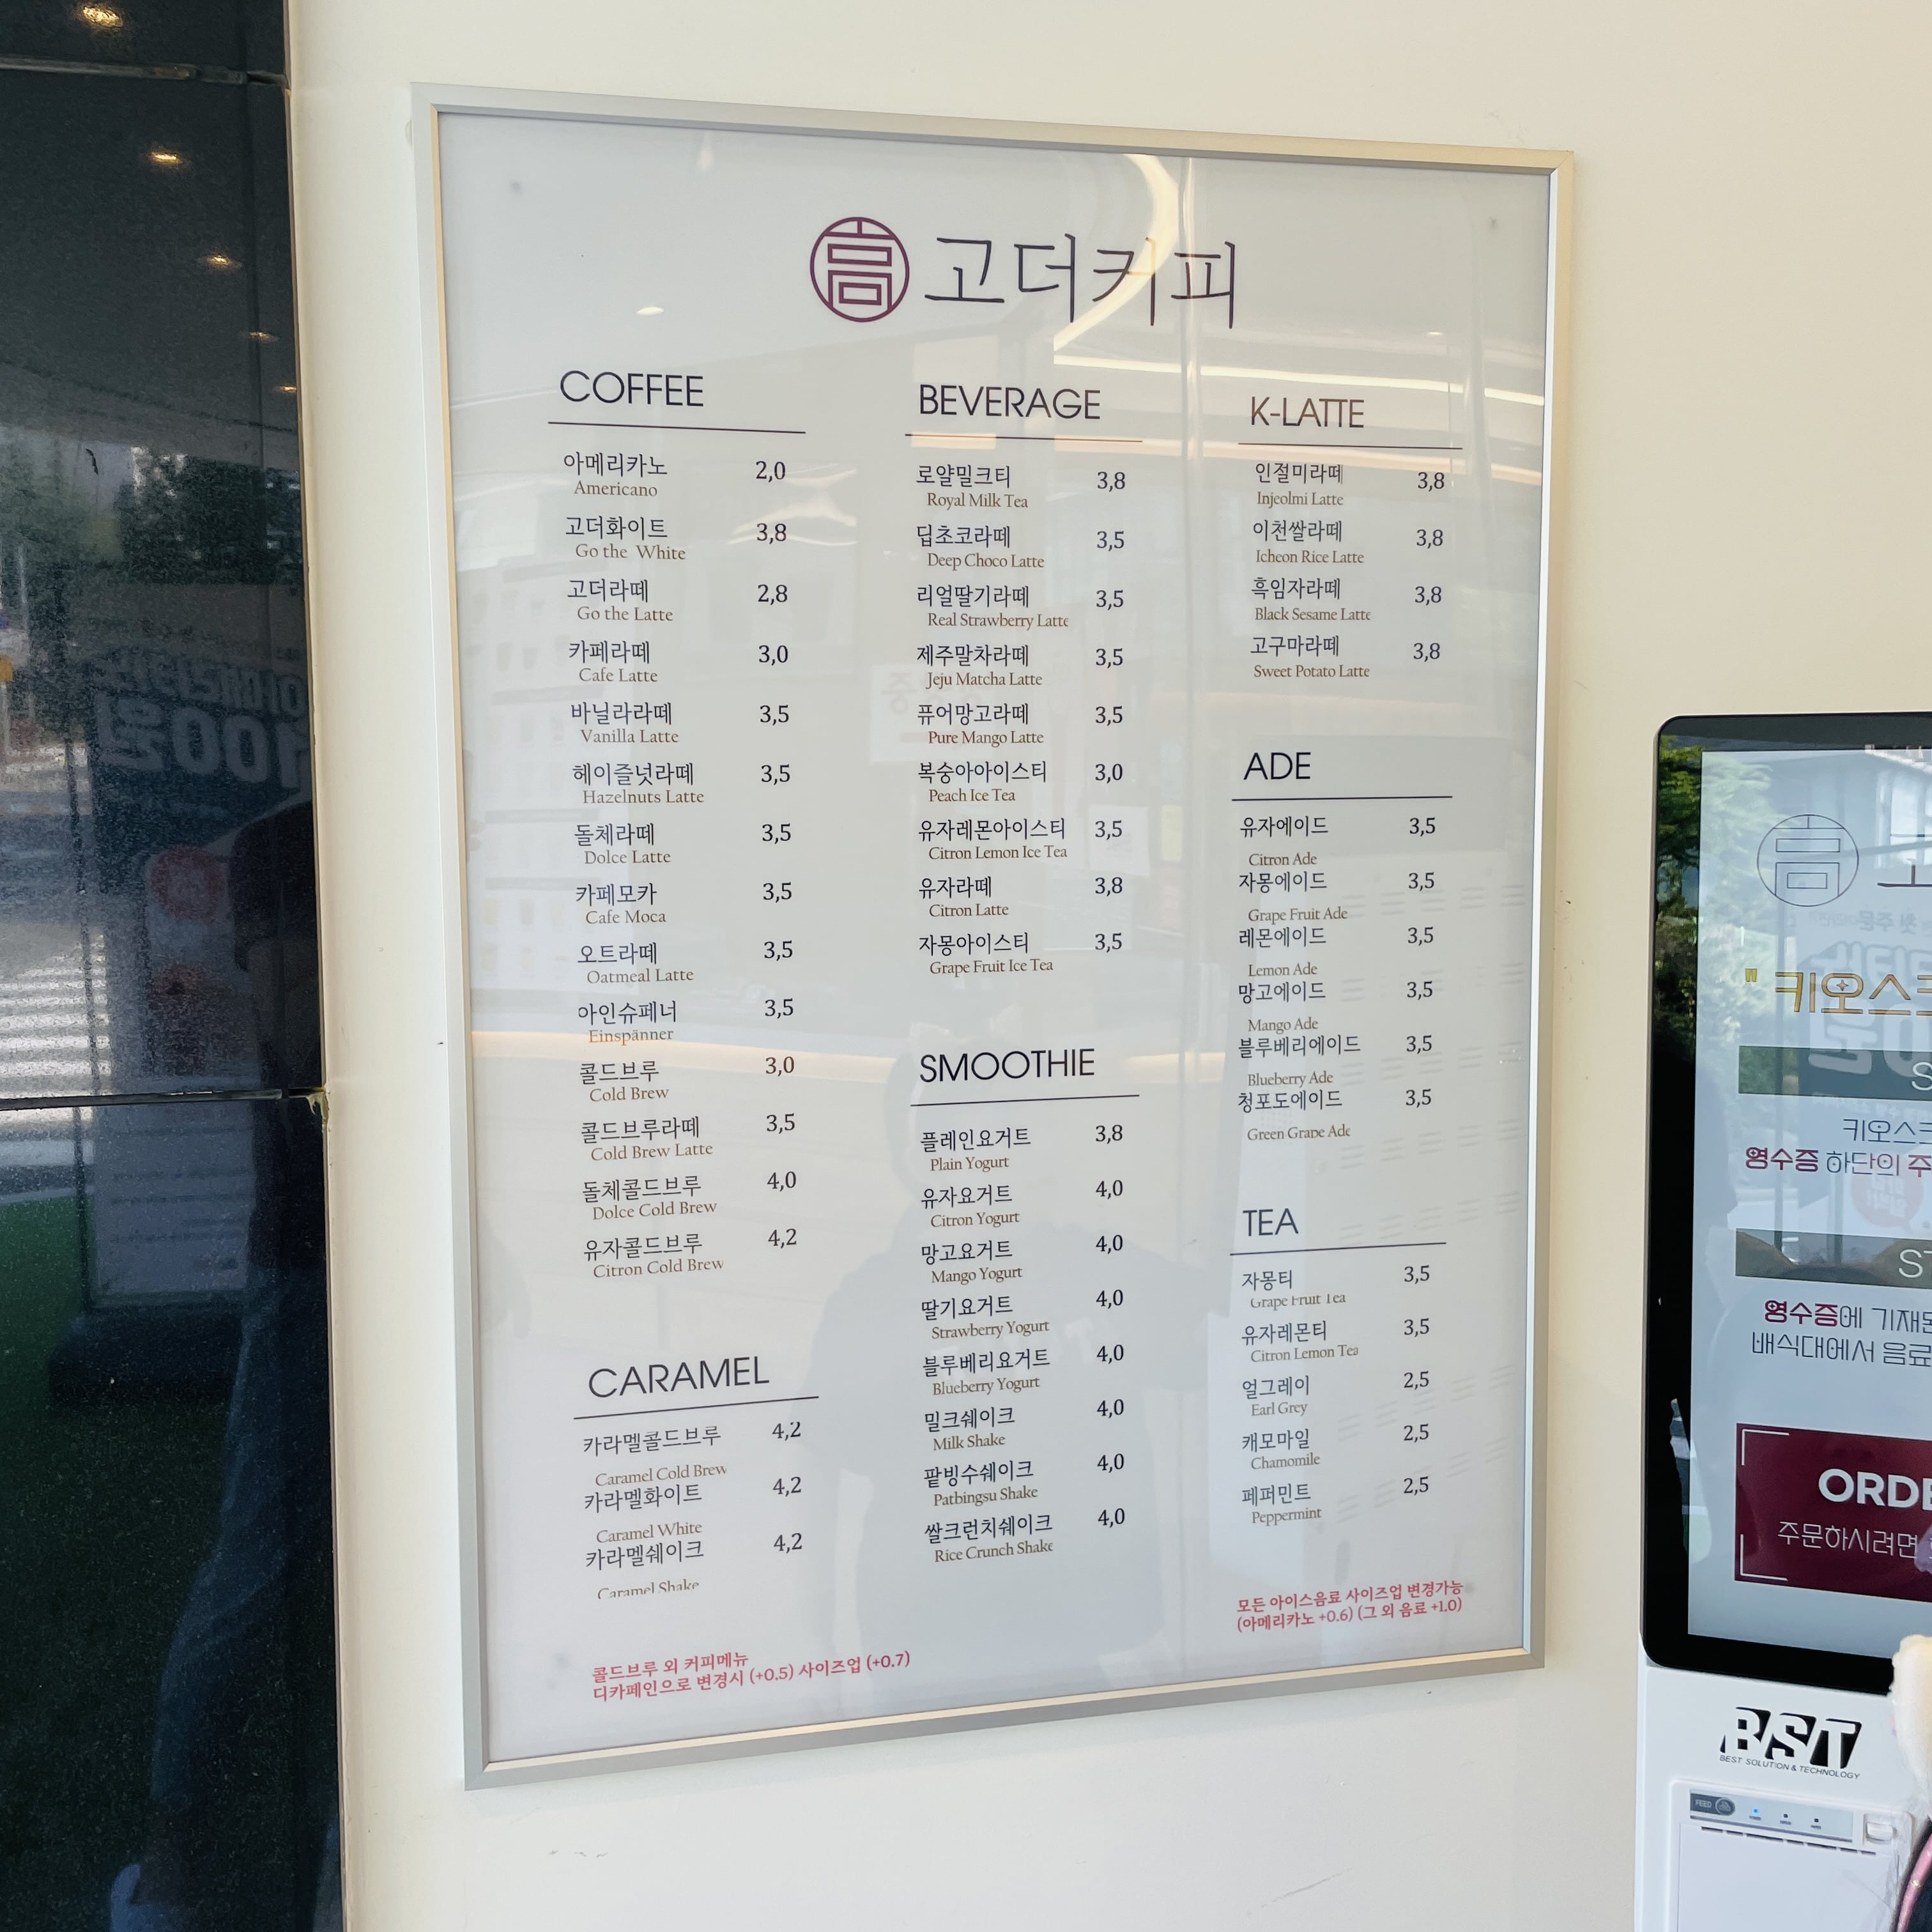 高 고더커피
COFFEE
아메리카노 2,0
Americano
고더화이트 3,8
Go the White
고더라떼 2,8
Go the Latte
카페라떼 3,0
Cafe Latte
바닐라라떼 3,5
Vanilla Latte
헤이즐넛라떼 3,5
Hazelnuts Latte
돌체라떼 3,5
Dolce Latte
카페모카 3,5
Cafe Moca
오트라떼 3,5
Oatmeal Latte
아인슈페너 3,5
Einspänner
콜드브루 3,0
Cold Brew
콜드브루라떼 3,5
Cold Brew Latte
돌체콜드브루 4,0
Dolce Cold Brew
유자콜드브루 4,2
Citron Cold Brew
CARAMEL
카라멜콜드브루 4,2
Caramel Cold Brew
카라멜화이트 4,2
Caramel White
카라멜쉐이크 4,2
Caramel Shake
콜드브루 외 커피메뉴
디카페인으로 변경시 (+0.5) 사이즈업 (+0.7)
BEVERAGE
로얄밀크티 3,8
Royal Milk Tea
딥초코라떼 3,5
Deep Choco Latte
리얼딸기라떼 3,5
Real Strawberry Latte
제주말차라떼 3,5
Jeju Matcha Latte
퓨어망고라떼 3,5
Pure Mango Latte
복숭아아이스티 3,0
Peach Ice Tea
유자레몬아이스티 3,5
Citron Lemon Ice Tea
유자라떼 3,8
Citron Latte
자몽아이스티 3,5
Grape Fruit Ice Tea
SMOOTHIE
플레인요거트 3,8
Plain Yogurt
유자요거트 4,0
Citron Yogurt
망고요거트 4,0
Mango Yogurt
딸기요거트 4,0
Strawberry Yogurt
블루베리요거트 4,0
Blueberry Yogurt
밀크쉐이크 4,0
Milk Shake
팥빙수쉐이크 4,0
Patbingsu Shake
쌀크런치쉐이크 4,0
Rice Crunch Shake
K-LATTE
인절미라떼 3,8
Injeolmi Latte
이천쌀라떼 3,8
Icheon Rice Latte
흑임자라떼 3,8
Black Sesame Latte
고구마라떼 3,8
Sweet Potato Latte
ADE
유자에이드 3,5
Citron Ade
자몽에이드 3,5
Grape Fruit Ade
레몬에이드 3,5
Lemon Ade
망고에이드 3,5
Mango Ade
블루베리에이드 3,5
Blueberry Ade
청포도에이드 3,5
Green Grape Ade
TEA
자몽티 3,5
Grape Fruit Tea
유자레몬티 3,5
Citron Lemon Tea
얼그레이 2,5
Earl Grey
캐모마일 2,5
Chamomile
페퍼민트 2,5
Peppermint
모든 아이스음료 사이즈업 변경가능
(아메리카노 +0.6) (그 외 음료 +1.0)
" 키오스
키오스
영수증 하단의 주
영수증에 기재된
배식대에서 음료
ORDE
주문하시려면
BST
BEST SOLUTION & TECHNOLOGY
FEED